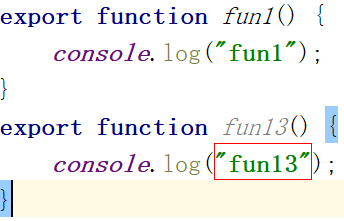 export function fun1() {
    console.log("fun1");
}
export function fun13() {
    console.log("fun13");
}